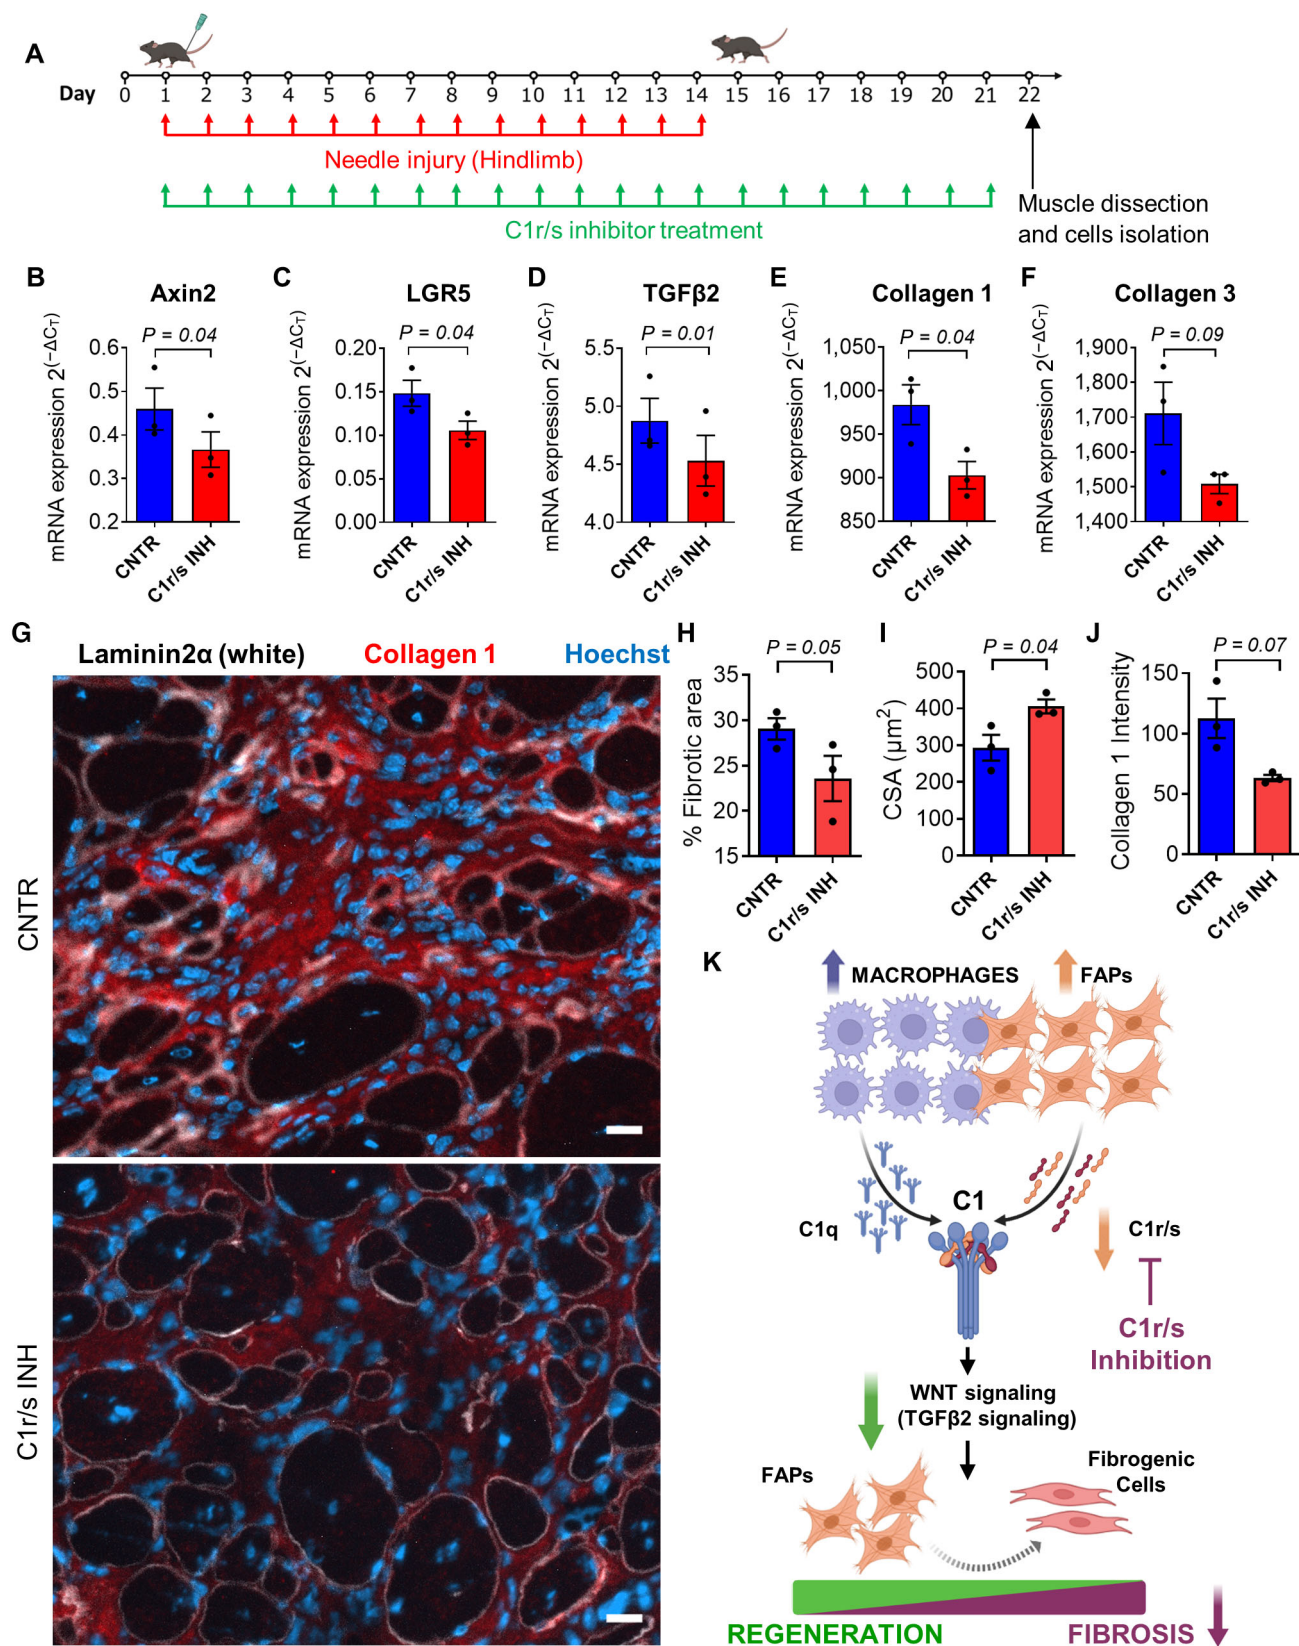 A
Day
0 1 2 3 4 5 6 7 8 9 10 11 12 13 14 15 16 17 18 19 20 21 22
Needle injury (Hindlimb)
C1r/s inhibitor treatment
Muscle dissection
and cells isolation
B
Axin2
P = 0.04
mRNA expression 2(−ΔCT)
0.6
0.5
0.4
0.3
0.2
CNTR
C1r/s INH
C
LGR5
P = 0.04
mRNA expression 2(−ΔCT)
0.20
0.15
0.10
0.05
0.00
CNTR
C1r/s INH
D
TGFβ2
P = 0.01
mRNA expression 2(−ΔCT)
5.5
5.0
4.5
4.0
CNTR
C1r/s INH
E
Collagen 1
P = 0.04
mRNA expression 2(−ΔCT)
1,050
1,000
950
900
850
CNTR
C1r/s INH
F
Collagen 3
P = 0.09
mRNA expression 2(−ΔCT)
1,900
1,800
1,700
1,600
1,500
1,400
CNTR
C1r/s INH
G
Laminin2α (white) Collagen 1 Hoechst
CNTR
C1r/s INH
H
P = 0.05
% Fibrotic area
35
30
25
20
15
CNTR
C1r/s INH
I
P = 0.04
CSA (μm2)
500
400
300
200
100
0
CNTR
C1r/s INH
J
P = 0.07
Collagen 1 Intensity
150
100
50
0
CNTR
C1r/s INH
K
MACROPHAGES
FAPs
C1q
C1
C1r/s
C1r/s
Inhibition
WNT signaling
(TGFβ2 signaling)
FAPs
Fibrogenic
Cells
REGENERATION
FIBROSIS